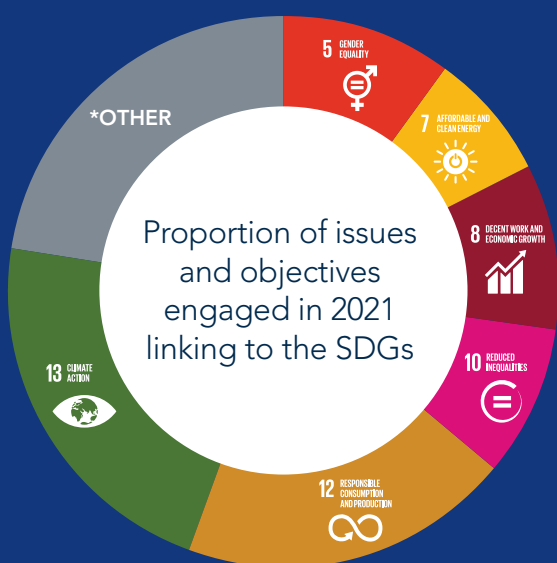 5 GENDER
EQUALITY
*OTHER
7 AFFORDABLE AND
CLEAN ENERGY
8 DECENT WORK AND
ECONOMIC GROWTH
Proportion of issues
and objectives
engaged in 2021
linking to the SDGs
10 REDUCED
INEQUALITIES
13 CLIMATE
ACTION
12 RESPONSIBLE
CONSUMPTION
AND PRODUCTION